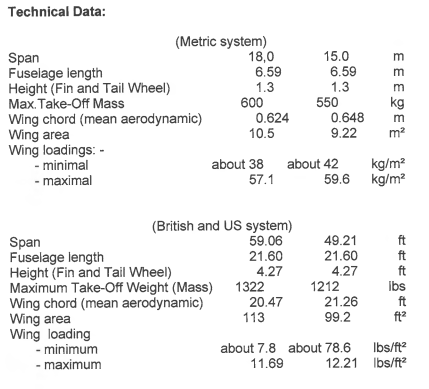 Technical Data:
(Metric system)
Span 18,0 15.0 m
Fuselage length 6.59 6.59 m
Height (Fin and Tail Wheel) 1.3 1.3 m
Max.Take-Off Mass 600 550 kg
Wing chord (mean aerodynamic) 0.624 0.648 m
Wing area 10.5 9.22 m²
Wing loadings: -
- minimal about 38 about 42 kg/m²
- maximal 57.1 59.6 kg/m²
(British and US system)
Span 59.06 49.21 ft
Fuselage length 21.60 21.60 ft
Height (Fin and Tail Wheel) 4.27 4.27 ft
Maximum Take-Off Weight (Mass) 1322 1212 lbs
Wing chord (mean aerodynamic) 20.47 21.26 ft
Wing area 113 99.2 ft²
Wing loading
- minimum about 7.8 about 78.6 lbs/ft²
- maximum 11.69 12.21 lbs/ft²